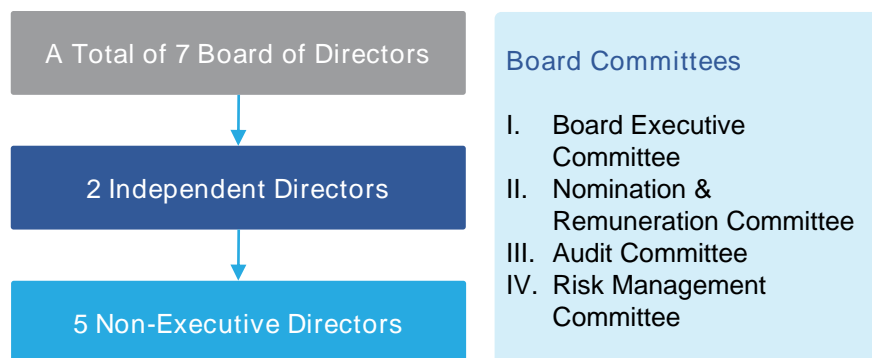 A Total of 7 Board of Directors
2 Independent Directors
5 Non-Executive Directors
Board Committees
I. Board Executive
Committee
II. Nomination &
Remuneration Committee
III. Audit Committee
IV. Risk Management
Committee